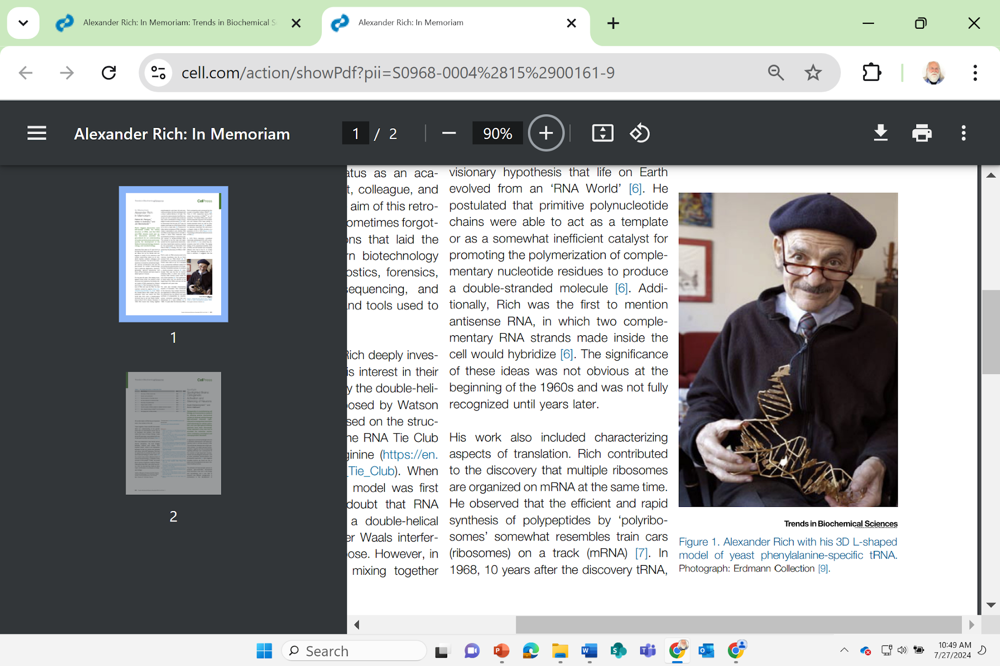 Alexander Rich: In Memoriam: Trends in Biochemical S
Alexander Rich: In Memoriam
cell.com/action/showPdf?pii=S0968-0004%2815%2900161-9
Alexander Rich: In Memoriam
1 / 2
90%
1
2
atus as an aca-
t, colleague, and
aim of this retro-
ometimes forgot-
ons that laid the
rn biotechnology
ostics, forensics,
sequencing, and
and tools used to
Rich deeply inves-
is interest in their
y the double-heli-
posed by Watson
sed on the struc-
he RNA Tie Club
ginine (https://en.
_Tie_Club). When
model was first
doubt that RNA
a double-helical
er Waals interfer-
pose. However, in
mixing together
visionary hypothesis that life on Earth
evolved from an ‘RNA World’ [6]. He
postulated that primitive polynucleotide
chains were able to act as a template
or as a somewhat inefficient catalyst for
promoting the polymerization of comple-
mentary nucleotide residues to produce
a double-stranded molecule [6]. Addi-
tionally, Rich was the first to mention
antisense RNA, in which two comple-
mentary RNA strands made inside the
cell would hybridize [6]. The significance
of these ideas was not obvious at the
beginning of the 1960s and was not fully
recognized until years later.
His work also included characterizing
aspects of translation. Rich contributed
to the discovery that multiple ribosomes
are organized on mRNA at the same time.
He observed that the efficient and rapid
synthesis of polypeptides by ‘polyribo-
somes’ somewhat resembles train cars
(ribosomes) on a track (mRNA) [7]. In
1968, 10 years after the discovery tRNA,
Trends in Biochemical Sciences
Figure 1. Alexander Rich with his 3D L-shaped
model of yeast phenylalanine-specific tRNA.
Photograph: Erdmann Collection [9].
Search
10:49 AM
7/27/2024